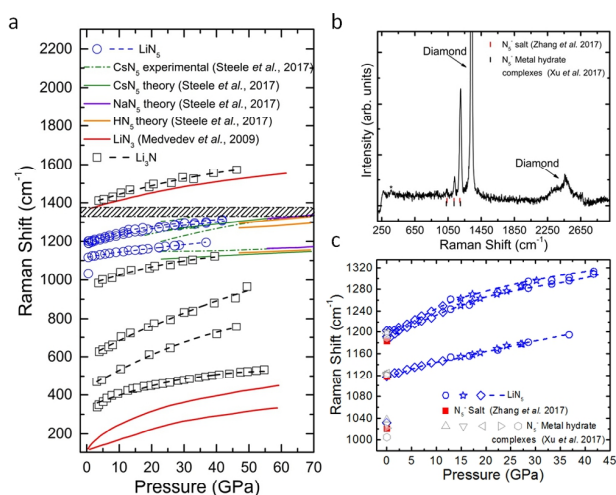 a
2200
2000
1800
1600
1400
1200
1000
800
600
400
200
Raman Shift (cm⁻¹)
LiN₅
CsN₅ experimental (Steele et al., 2017)
CsN₅ theory (Steele et al., 2017)
NaN₅ theory (Steele et al., 2017)
HN₅ theory (Steele et al., 2017)
LiN₃ (Medvedev et al., 2009)
Li₃N
0 10 20 30 40 50 60 70
Pressure (GPa)
b
N₅⁻ salt (Zhang et al. 2017)
N₅⁻ Metal hydrate
complexes (Xu et al. 2017)
Diamond
Diamond
*
Intensity (arb. units)
250 650 1050 1450 1850 2250 2650
Raman Shift (cm⁻¹)
c
1320
1280
1240
1200
1160
1120
1080
1040
1000
Raman Shift (cm⁻¹)
LiN₅
N₅⁻ Salt (Zhang et al. 2017)
N₅⁻ Metal hydrate
complexes (Xu et al. 2017)
0 5 10 15 20 25 30 35 40 45
Pressure (GPa)